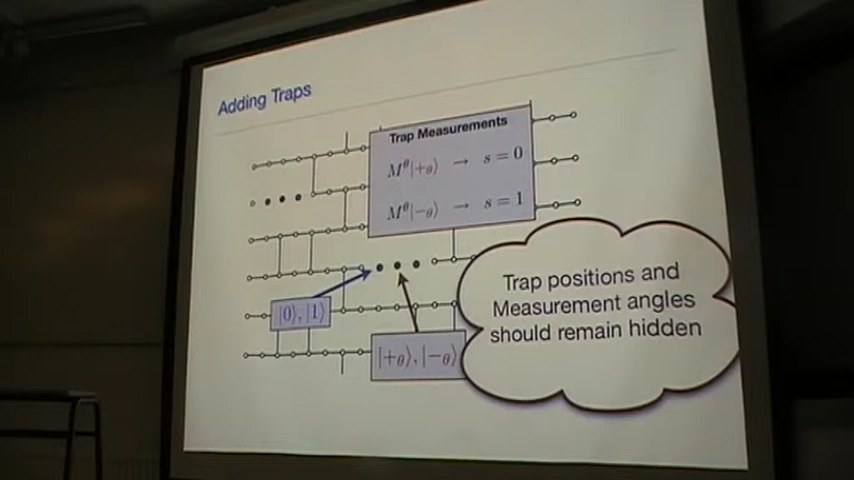 Adding Traps
Trap Measurements
M^θ|+θ⟩ → s = 0
M^θ|−θ⟩ → s = 1
Trap positions and
Measurement angles
should remain hidden
|0⟩, |1⟩
|+θ⟩, |−θ⟩